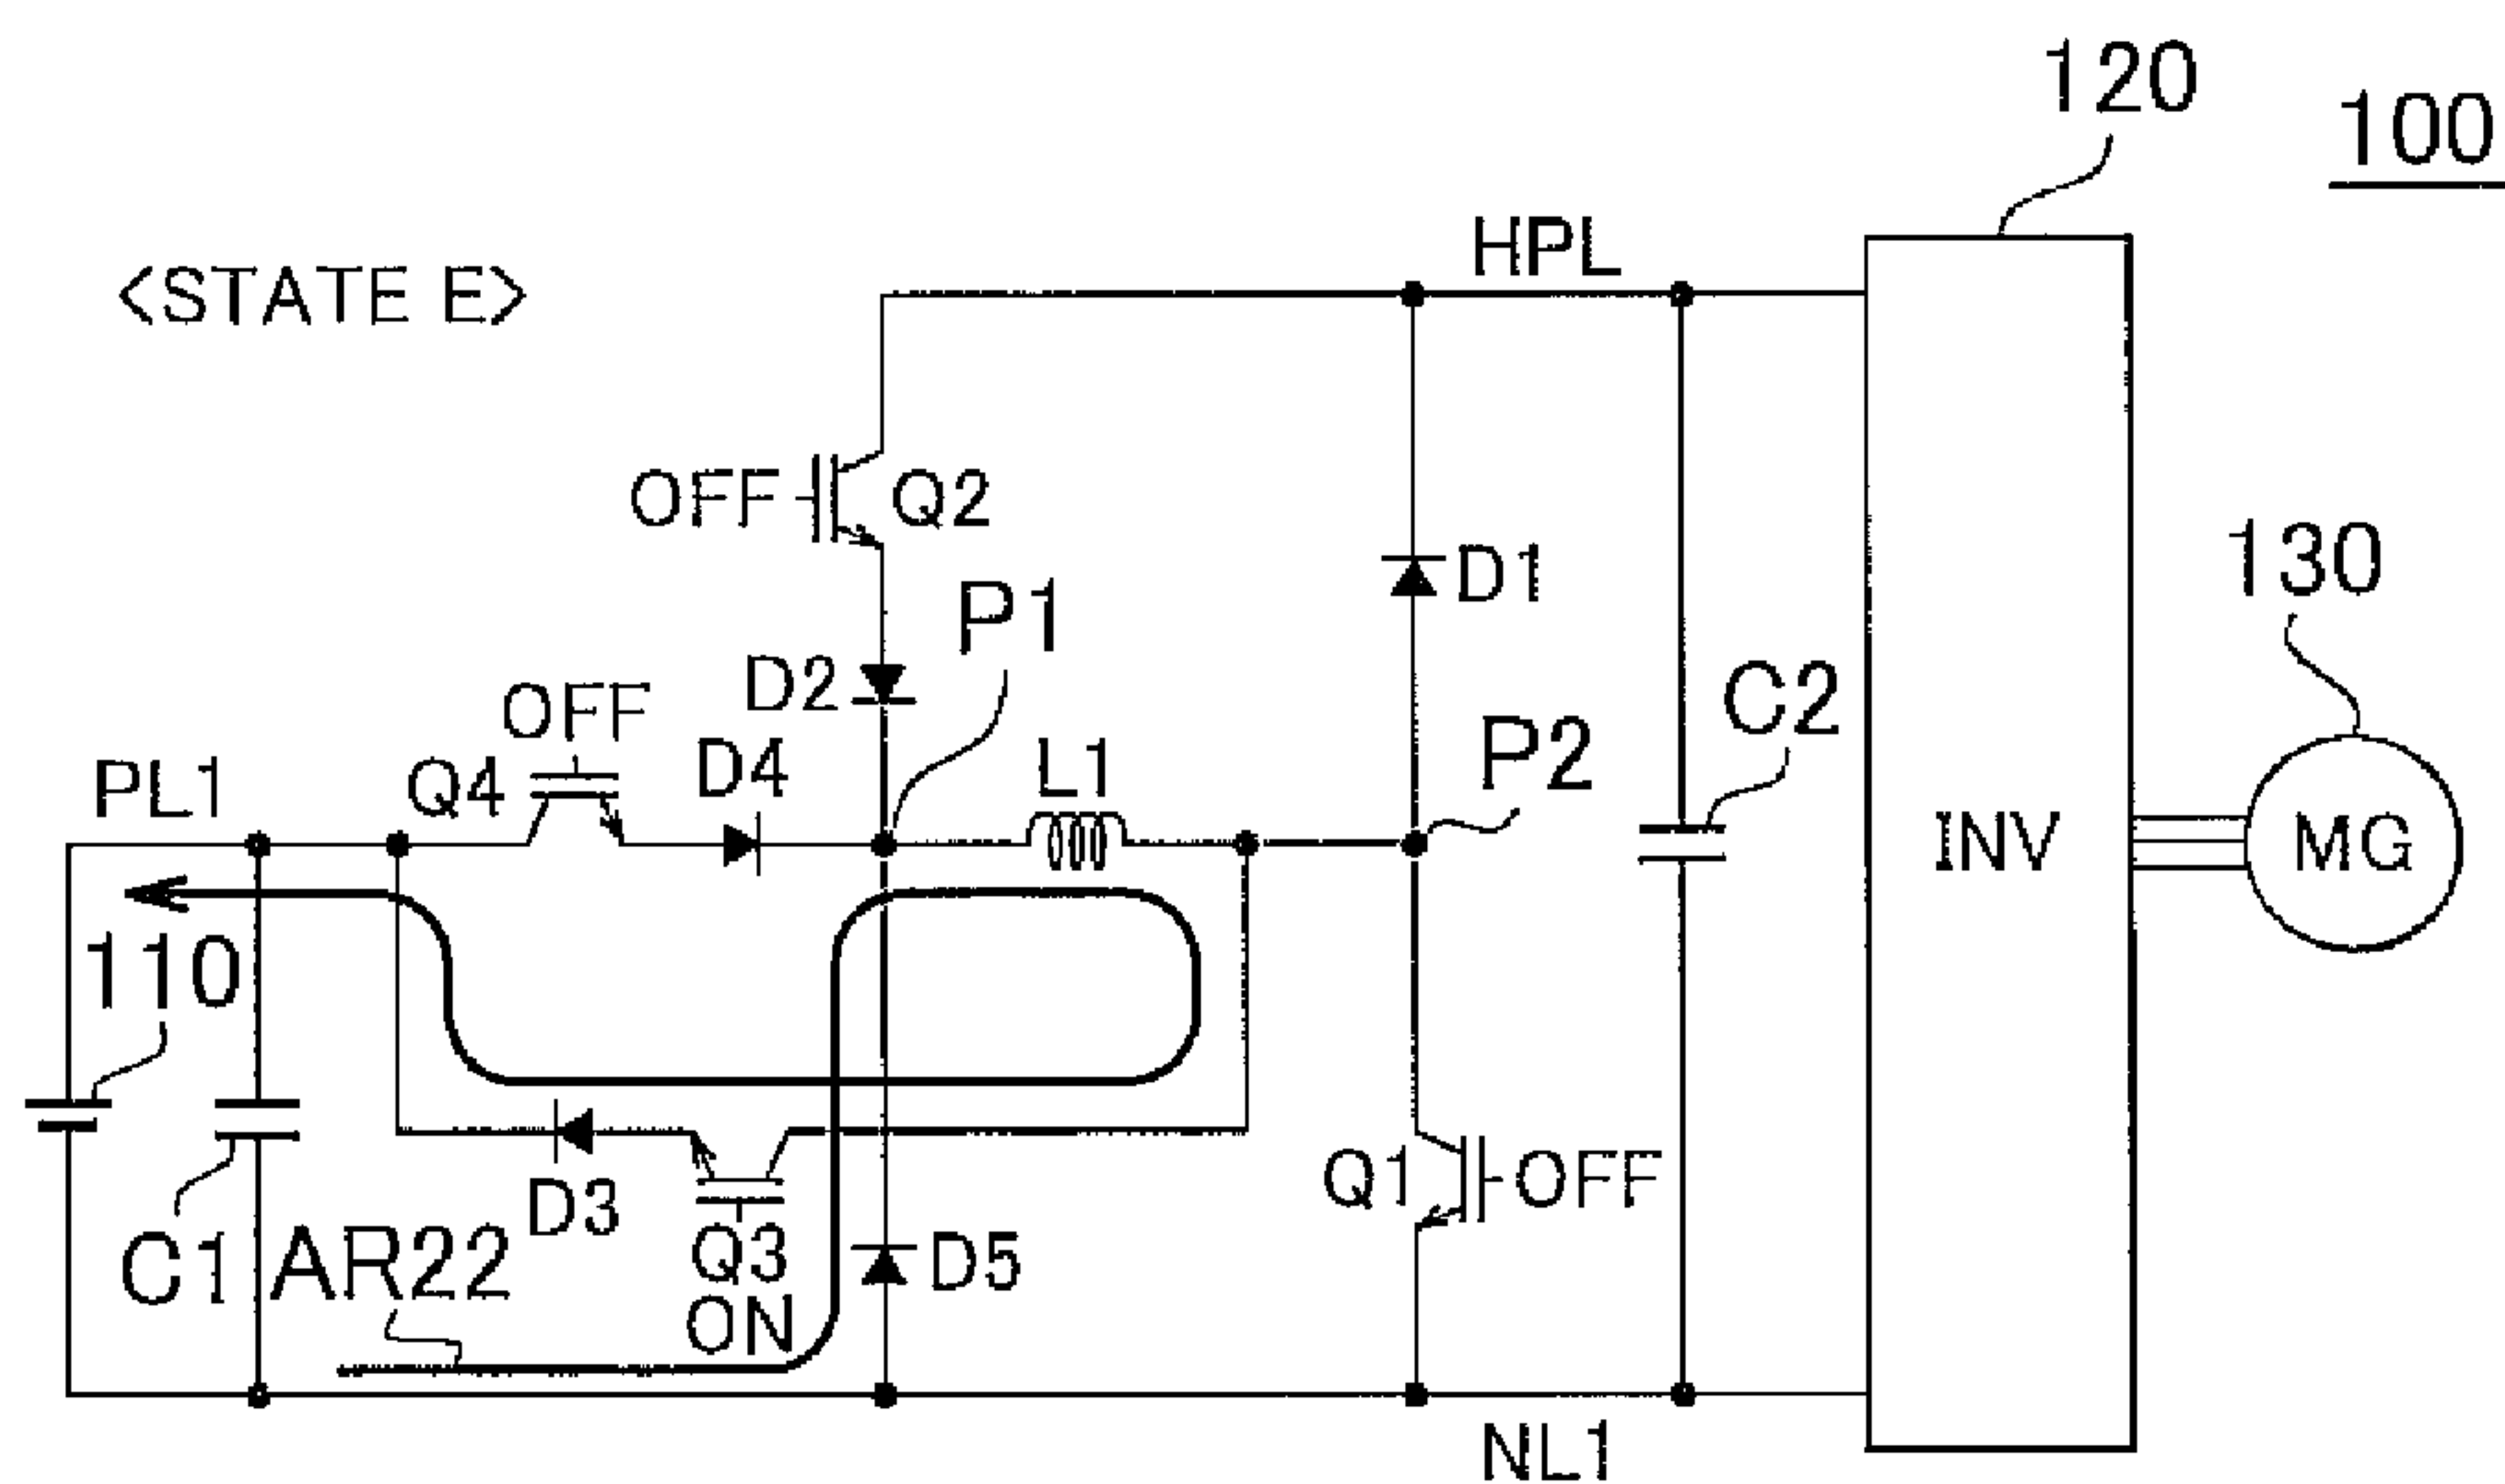 120
100
<STATE E>
HPL
OFF
Q2
P1
D1
130
D2
OFF
D4
L1
P2
C2
PL1
Q4
INV
MG
110
D3
Q3
ON
D5
Q1
OFF
C1
AR22
NL1